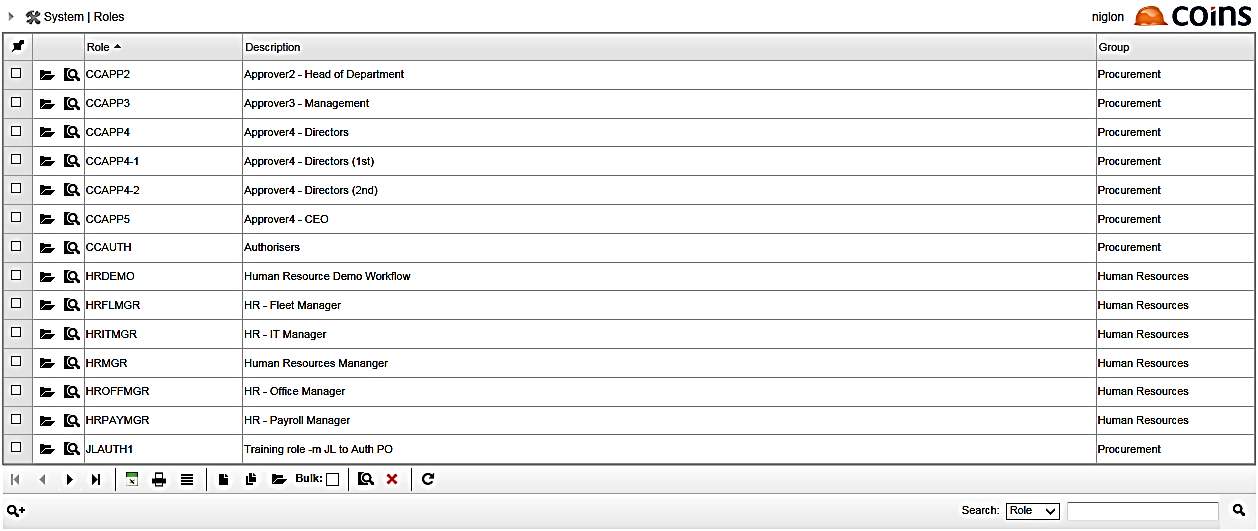 System | Roles niglon coins
Role Description Group
CCAPP2 Approver2 - Head of Department Procurement
CCAPP3 Approver3 - Management Procurement
CCAPP4 Approver4 - Directors Procurement
CCAPP4-1 Approver4 - Directors (1st) Procurement
CCAPP4-2 Approver4 - Directors (2nd) Procurement
CCAPP5 Approver4 - CEO Procurement
CCAUTH Authorisers Procurement
HRDEMO Human Resource Demo Workflow Human Resources
HRFLMGR HR - Fleet Manager Human Resources
HRITMGR HR - IT Manager Human Resources
HRMGR Human Resources Mananger Human Resources
HROFFMGR HR - Office Manager Human Resources
HRPAYMGR HR - Payroll Manager Human Resources
JLAUTH1 Training role -m JL to Auth PO Procurement
Bulk:
Search: Role